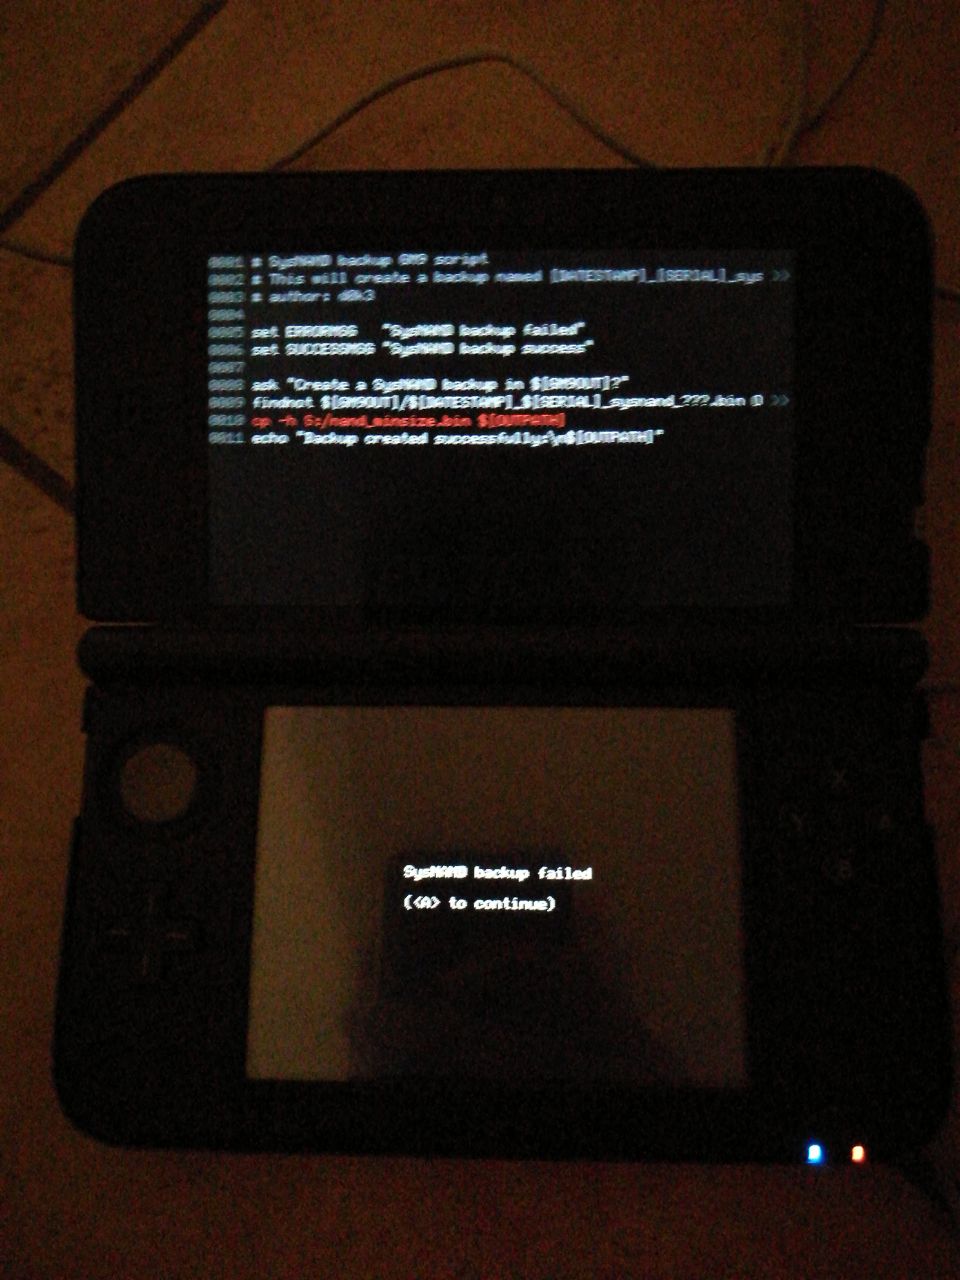 0001 # SysNAND backup GM9 script
0002 # This will create a backup named [DATESTAMP]_[SERIAL]_sys >>
0003 # author: d0k3
0004
0005 set ERRORMSG "SysNAND backup failed"
0006 set SUCCESSMSG "SysNAND backup success"
0007
0008 ask "Create a SysNAND backup in $[GM9OUT]?"
0009 findnot $[GM9OUT]/$[DATESTAMP]_$[SERIAL]_sysnand_???.bin O >>
0010 cp -h S:/nand_minsize.bin $[OUTPATH]
0011 echo "Backup created successfully:\n$[OUTPATH]"
SysNAND backup failed
(<A> to continue)
X
Y
A
B